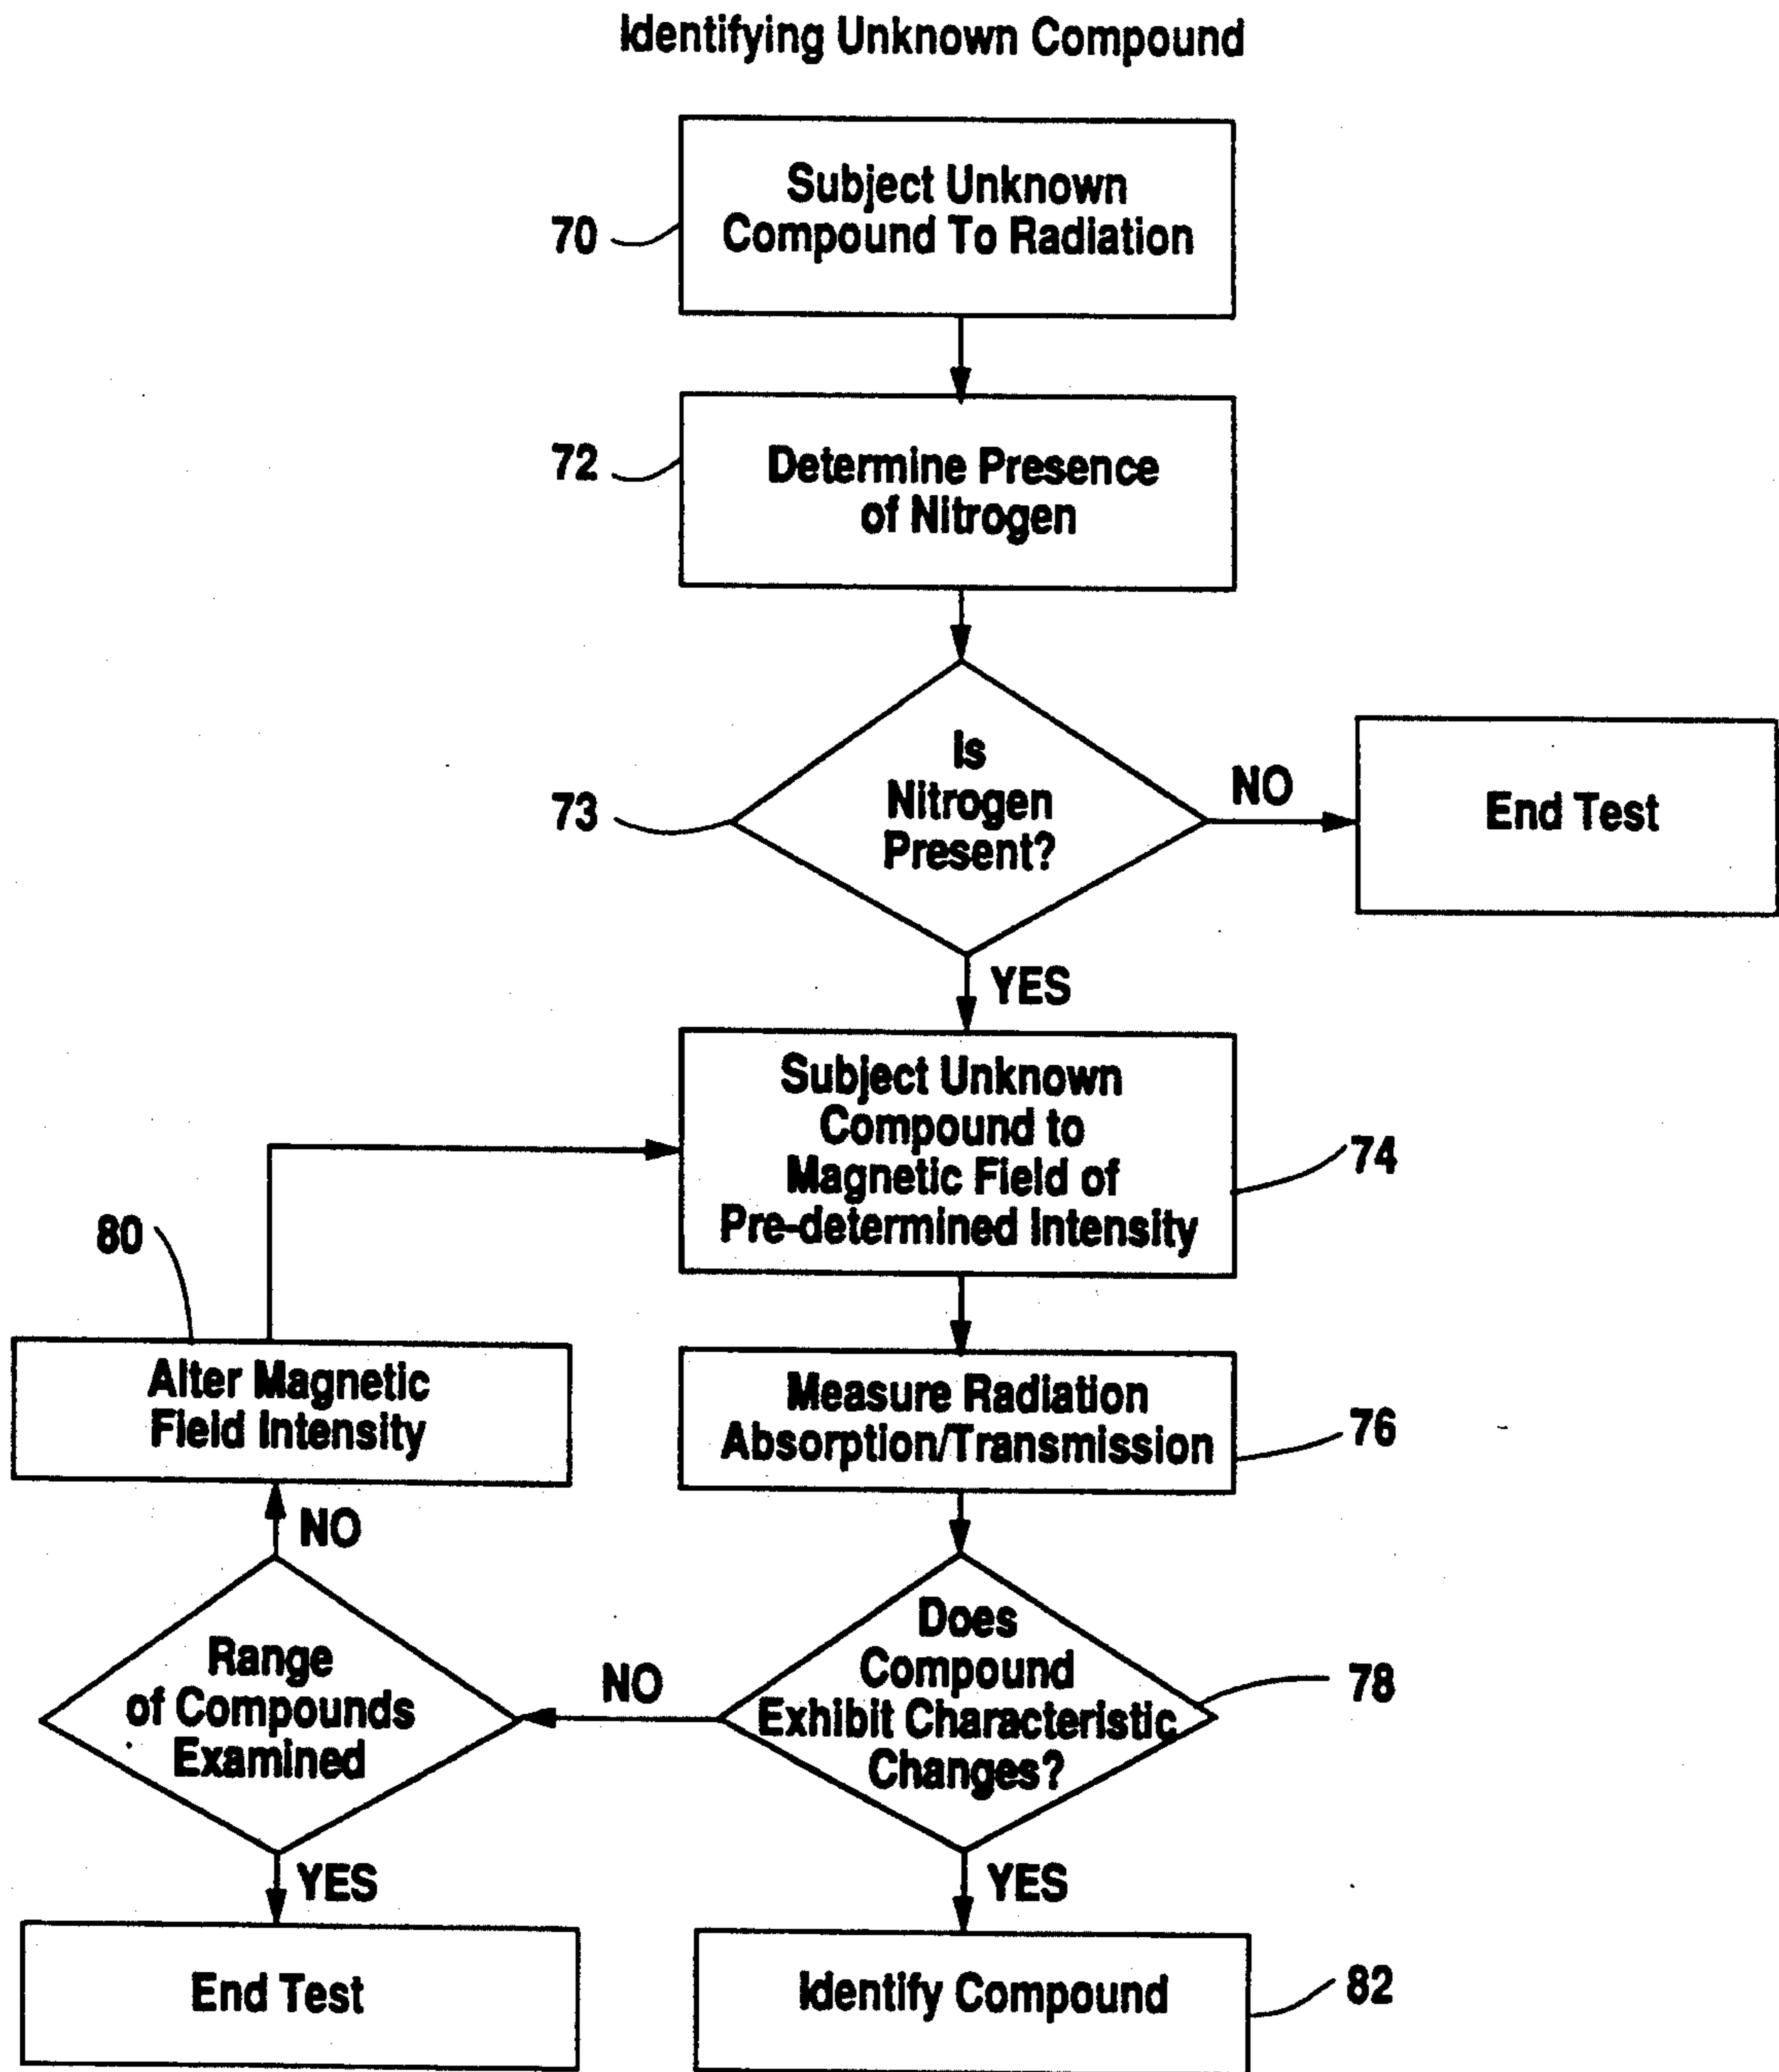 Identifying Unknown Compound
Subject Unknown
Compound To Radiation
70
72
Determine Presence
of Nitrogen
Is
Nitrogen
Present?
73
NO
End Test
YES
Subject Unknown
Compound to
Magnetic Field of
Pre-determined Intensity
74
80
Alter Magnetic
Field Intensity
Measure Radiation
Absorption/Transmission
76
NO
Range
of Compounds
Examined
NO
Does
Compound
Exhibit Characteristic
Changes?
78
YES
YES
End Test
Identify Compound
82